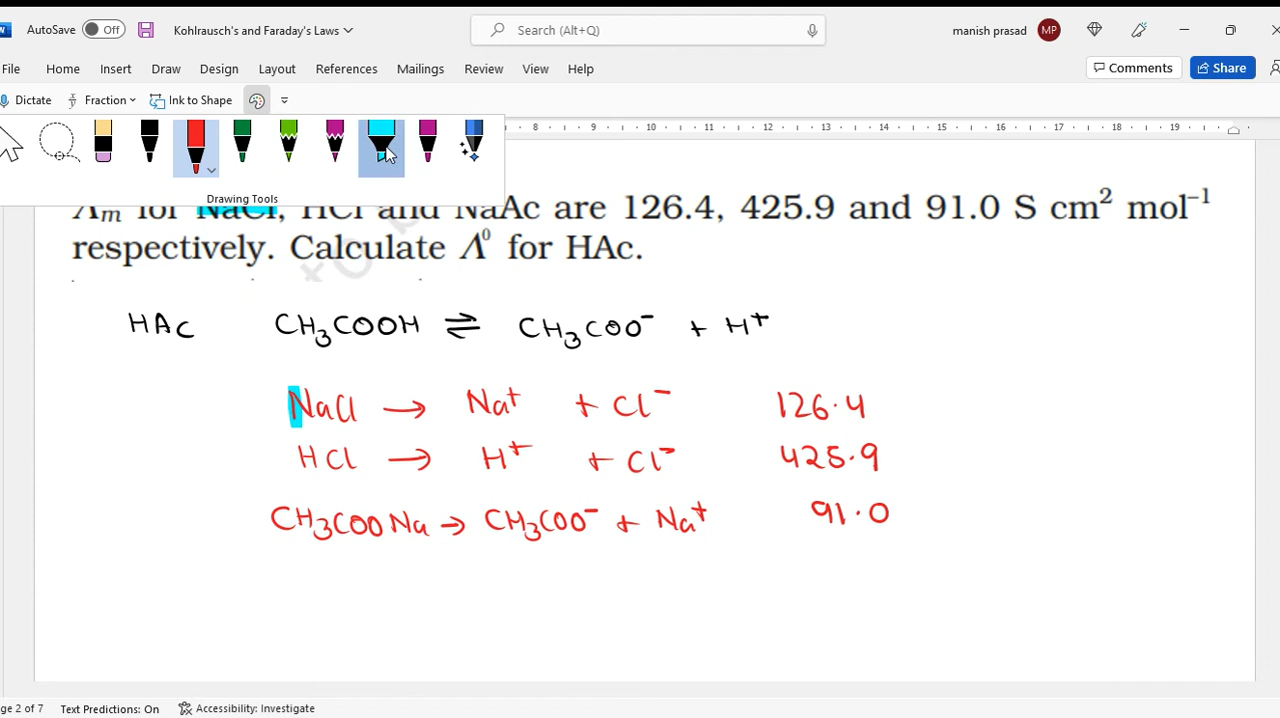 AutoSave Off Kohlrausch's and Faraday's Laws Search (Alt+Q) manish prasad MP
File Home Insert Draw Design Layout References Mailings Review View Help Comments Share
Dictate Fraction Ink to Shape
Drawing Tools
8 9 10 11 12 13 14 15 16 17 18 19
Λm for NaCl, HCl and NaAc are 126.4, 425.9 and 91.0 S cm² mol⁻¹
respectively. Calculate Λ⁰ for HAc.
HAc CH₃COOH ⇌ CH₃COO⁻ + H⁺
NaCl → Na⁺ + Cl⁻ 126.4
HCl → H⁺ + Cl⁻ 425.9
CH₃COONa → CH₃COO⁻ + Na⁺ 91.0
ge 2 of 7 Text Predictions: On Accessibility: Investigate